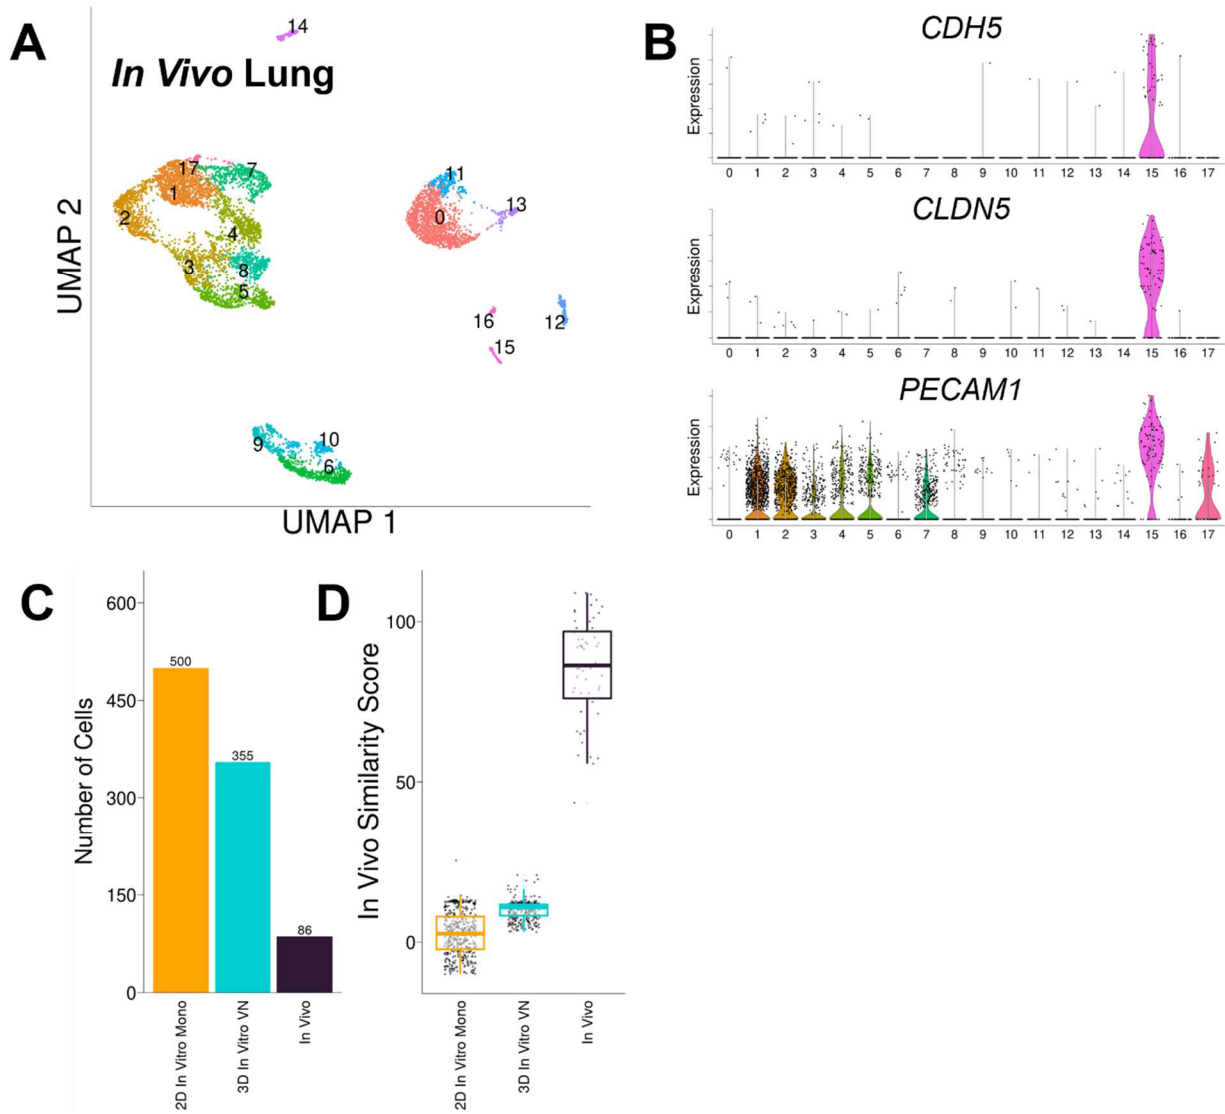 A
In Vivo Lung
14
17
7
1
2
4
3
8
5
11
0
13
16
12
15
9
10
6
UMAP 2
UMAP 1
B
CDH5
Expression
0 1 2 3 4 5 6 7 8 9 10 11 12 13 14 15 16 17
CLDN5
Expression
0 1 2 3 4 5 6 7 8 9 10 11 12 13 14 15 16 17
PECAM1
Expression
0 1 2 3 4 5 6 7 8 9 10 11 12 13 14 15 16 17
C
Number of Cells
600
450
300
150
0
500
355
86
2D In Vitro Mono
3D In Vitro VN
In Vivo
D
In Vivo Similarity Score
100
50
0
2D In Vitro Mono
3D In Vitro VN
In Vivo